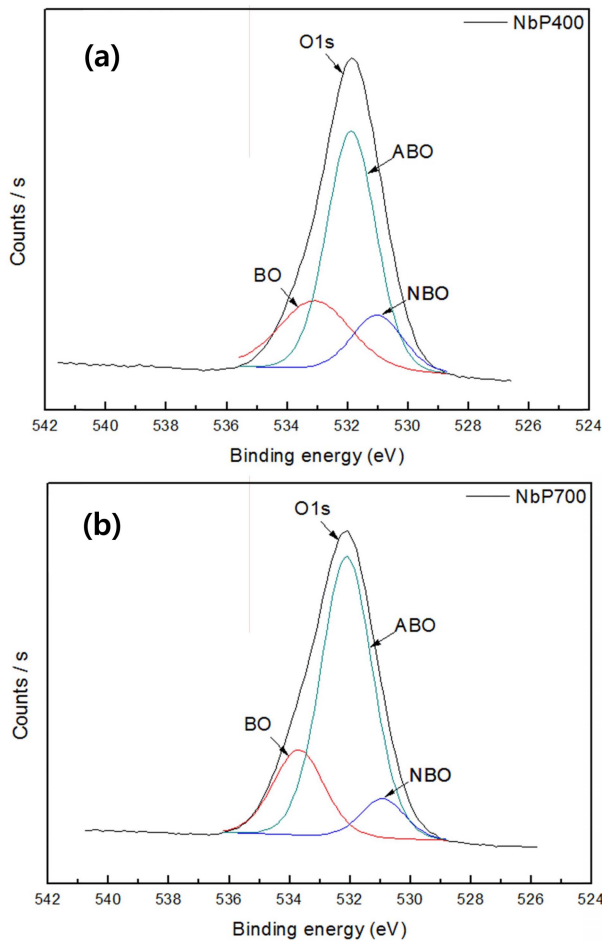 NbP400
(a)
O1s
ABO
BO
NBO
Counts / s
542 540 538 536 534 532 530 528 526 524
Binding energy (eV)
NbP700
(b)
O1s
ABO
BO
NBO
Counts / s
542 540 538 536 534 532 530 528 526 524
Binding energy (eV)